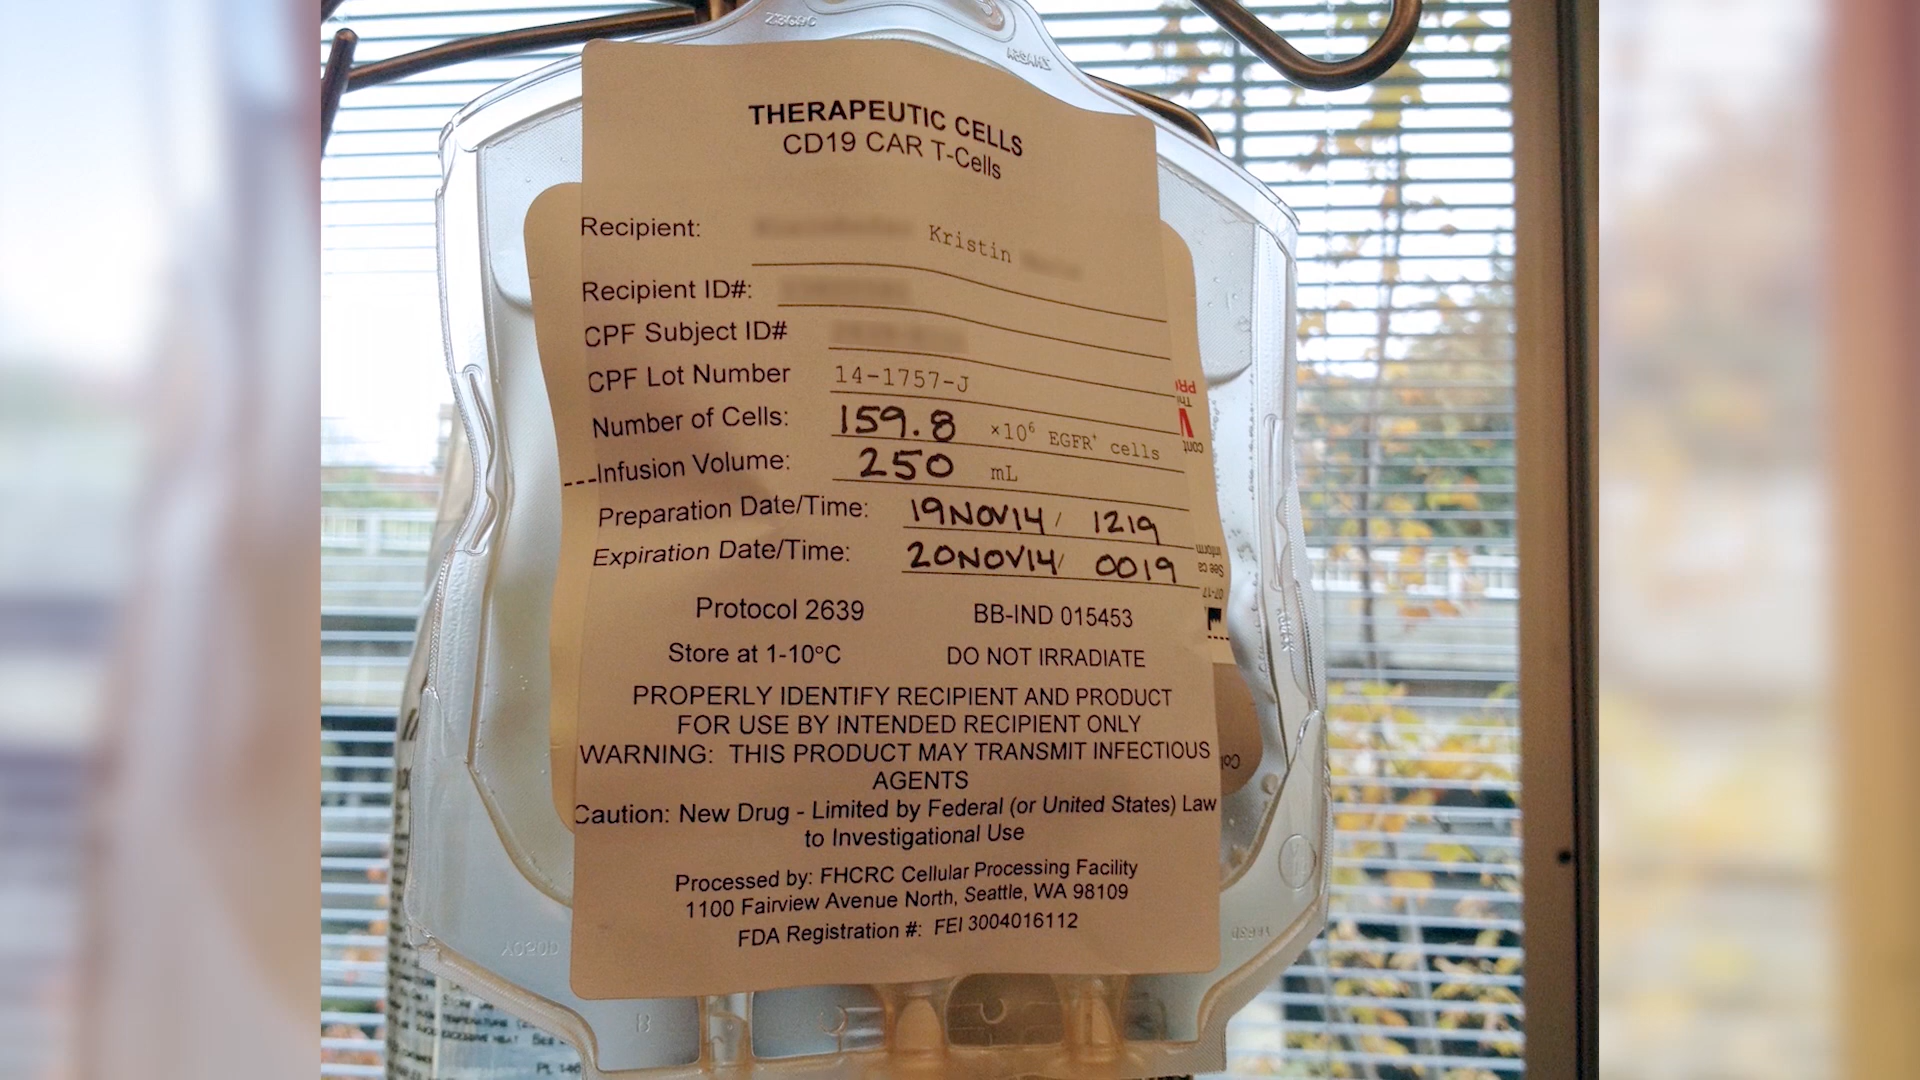 THERAPEUTIC CELLS
CD19 CAR T-Cells
Recipient: Kristin
Recipient ID#:
CPF Subject ID#
CPF Lot Number 14-1757-J
Number of Cells: 159.8 ×10⁶ EGFR⁺ cells
Infusion Volume: 250 mL
Preparation Date/Time: 19NOV14/ 1219
Expiration Date/Time: 20NOV14/ 0019
Protocol 2639 BB-IND 015453
Store at 1-10°C DO NOT IRRADIATE
PROPERLY IDENTIFY RECIPIENT AND PRODUCT
FOR USE BY INTENDED RECIPIENT ONLY
WARNING: THIS PRODUCT MAY TRANSMIT INFECTIOUS
AGENTS
Caution: New Drug - Limited by Federal (or United States) Law
to Investigational Use
Processed by: FHCRC Cellular Processing Facility
1100 Fairview Avenue North, Seattle, WA 98109
FDA Registration #: FEI 3004016112